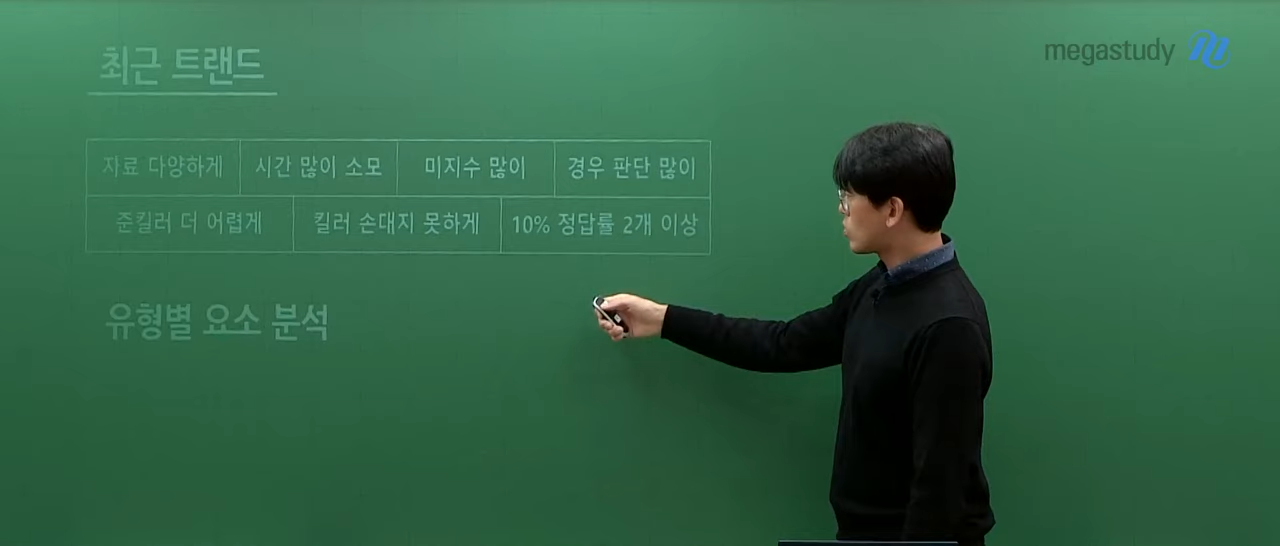 최근 트랜드
megastudy
자료 다양하게 시간 많이 소모 미지수 많이 경우 판단 많이
준킬러 더 어렵게 킬러 손대지 못하게 10% 정답률 2개 이상
유형별 요소 분석